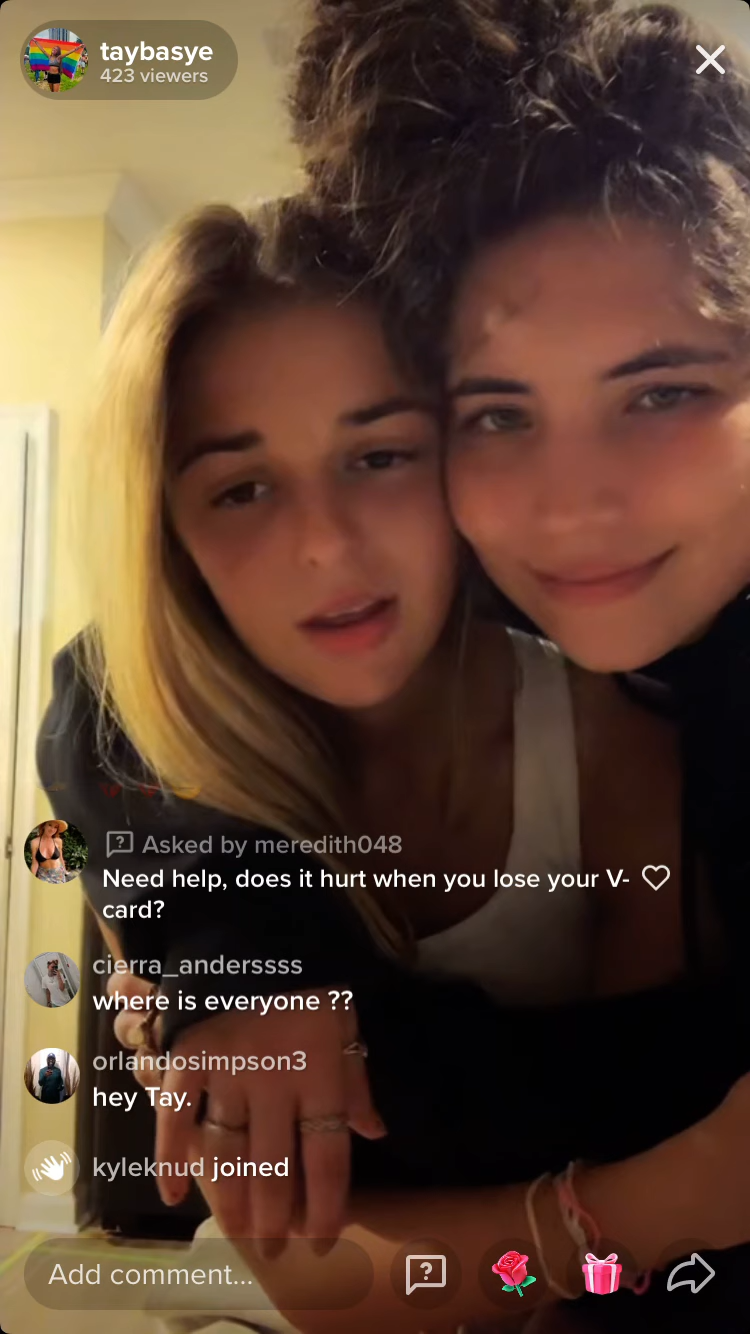 taybasye
423 viewers
Asked by meredith048
Need help, does it hurt when you lose your V-
card?
cierra_anderssss
where is everyone ??
orlandosimpson3
hey Tay.
kyleknud joined
Add comment...